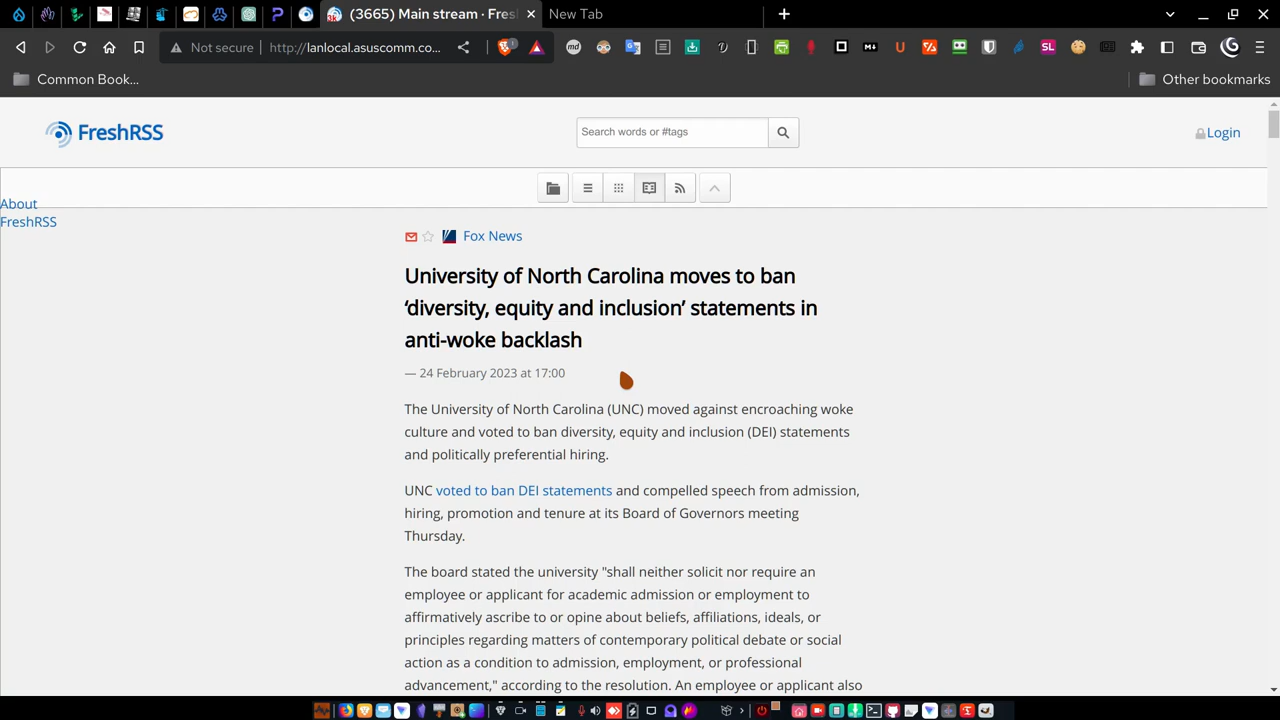 (3665) Main stream · Fres
New Tab
Not secure
http://lanlocal.asuscomm.co...
Common Book...
Other bookmarks
FreshRSS
Search words or #tags
Login
About
FreshRSS
Fox News
University of North Carolina moves to ban
‘diversity, equity and inclusion’ statements in
anti-woke backlash
— 24 February 2023 at 17:00
The University of North Carolina (UNC) moved against encroaching woke
culture and voted to ban diversity, equity and inclusion (DEI) statements
and politically preferential hiring.
UNC voted to ban DEI statements and compelled speech from admission,
hiring, promotion and tenure at its Board of Governors meeting
Thursday.
The board stated the university "shall neither solicit nor require an
employee or applicant for academic admission or employment to
affirmatively ascribe to or opine about beliefs, affiliations, ideals, or
principles regarding matters of contemporary political debate or social
action as a condition to admission, employment, or professional
advancement," according to the resolution. An employee or applicant also